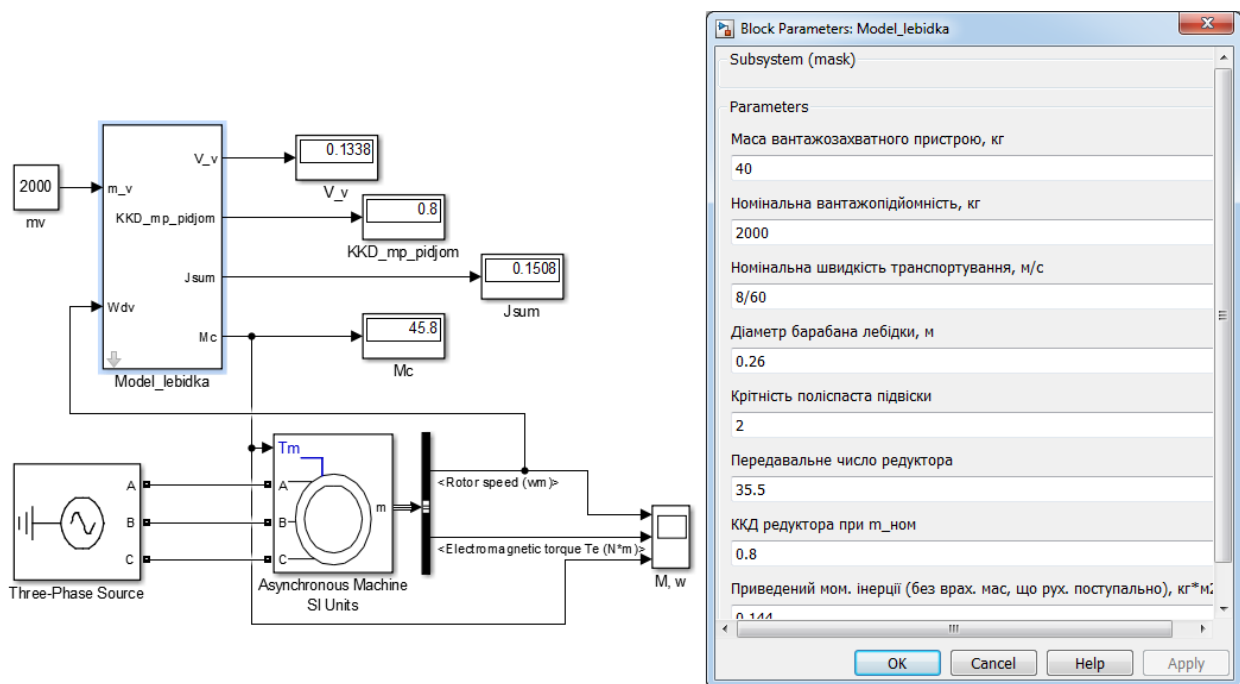 2000
mv
m_v
Wdv
V_v
KKD_mp_pidjom
Jsum
Mc
Model_lebidka
0.1338
V_v
0.8
KKD_mp_pidjom
0.1508
Jsum
45.8
Mc
A
B
C
Three-Phase Source
Tm
A
B
C
m
Asynchronous Machine
SI Units
<Rotor speed (wm)>
<Electromagnetic torque Te (N*m)>
M, w
Block Parameters: Model_lebidka
Subsystem (mask)
Parameters
Маса вантажозахватного пристрою, кг
40
Номінальна вантажопідйомність, кг
2000
Номінальна швидкість транспортування, м/с
8/60
Діаметр барабана лебідки, м
0.26
Крітність поліспаста підвіски
2
Передавальне число редуктора
35.5
ККД редуктора при m_ном
0.8
Приведений мом. інерції (без врах. мас, що рух. поступально), кг*м2
0.144
OK
Cancel
Help
Apply